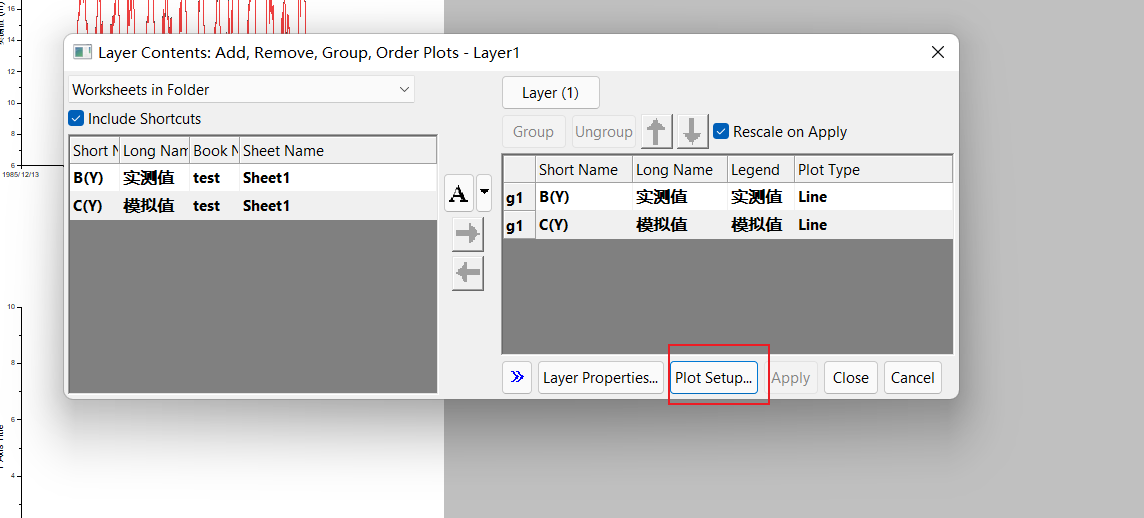 16
14
Layer Contents: Add, Remove, Group, Order Plots - Layer1
12
Worksheets in Folder
Layer (1)
10
Include Shortcuts
Group Ungroup Rescale on Apply
8
Short N Long Nam Book N Sheet Name
Short Name Long Name Legend Plot Type
6
1985/12/13
B(Y) 实测值 test Sheet1
g1 B(Y) 实测值 实测值 Line
C(Y) 模拟值 test Sheet1
g1 C(Y) 模拟值 模拟值 Line
A
10
8
Layer Properties... Plot Setup... Apply Close Cancel
6
Title
4